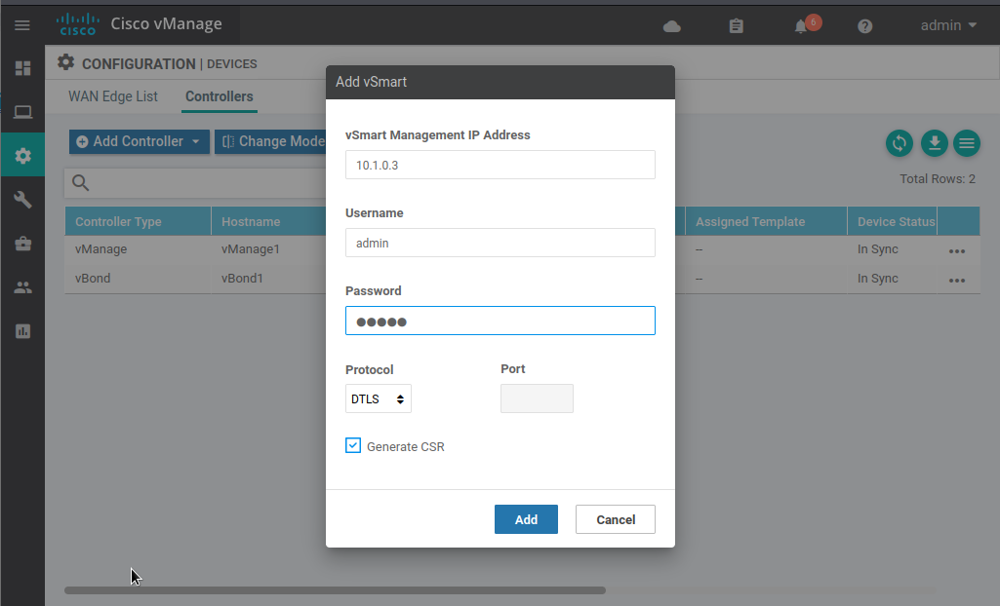 CISCO
Cisco vManage
6
admin
CONFIGURATION | DEVICES
WAN Edge List
Controllers
Add Controller
Change Mode
Total Rows: 2
Controller Type
Hostname
Assigned Template
Device Status
vManage
vManage1
--
In Sync
vBond
vBond1
--
In Sync
Add vSmart
vSmart Management IP Address
10.1.0.3
Username
admin
Password
●●●●●
Protocol
Port
DTLS
Generate CSR
Add
Cancel